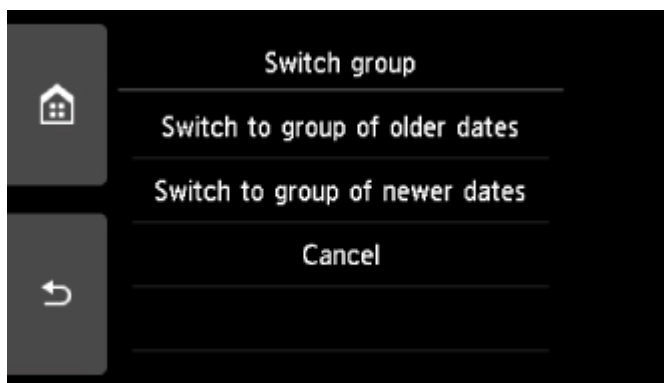 Switch group
Switch to group of older dates
Switch to group of newer dates
Cancel